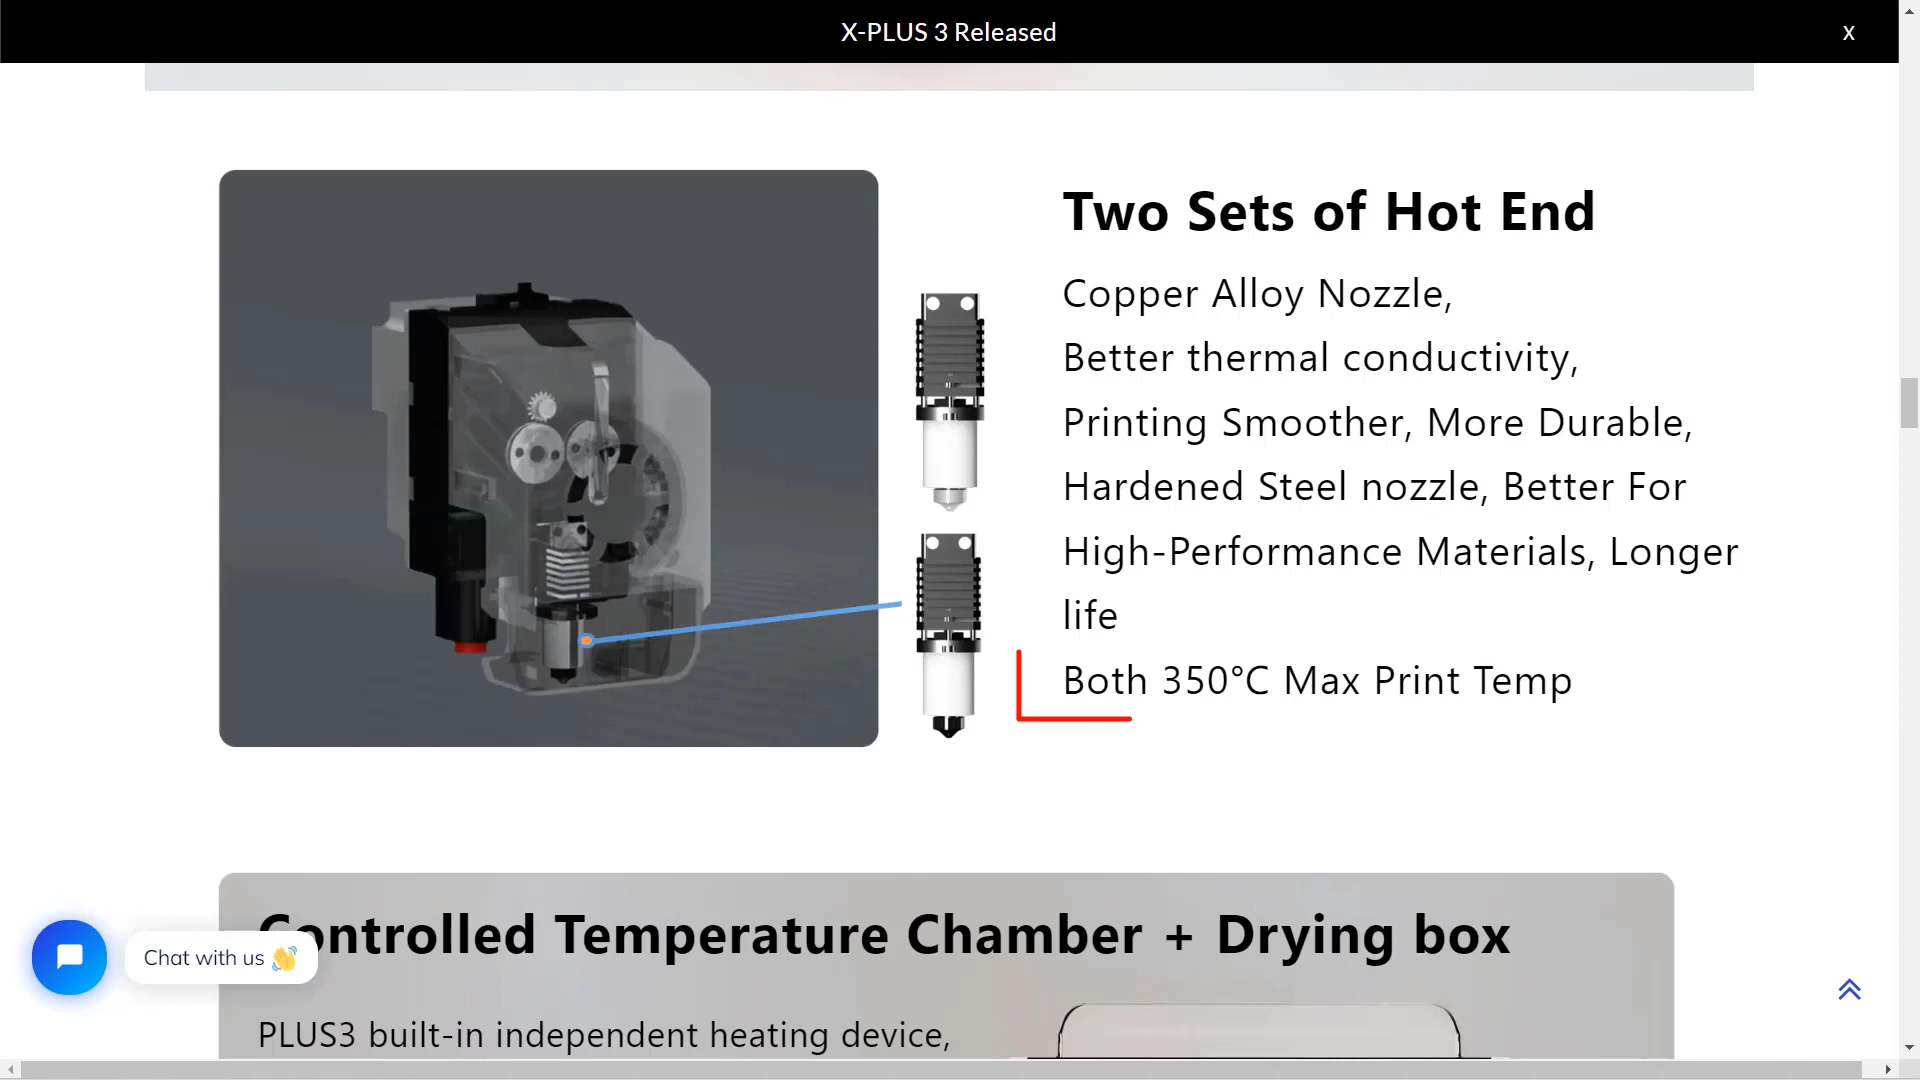 X-PLUS 3 Released
x
Two Sets of Hot End
Copper Alloy Nozzle,
Better thermal conductivity,
Printing Smoother, More Durable,
Hardened Steel nozzle, Better For
High-Performance Materials, Longer
life
Both 350°C Max Print Temp
Controlled Temperature Chamber + Drying box
PLUS3 built-in independent heating device,
Chat with us 👋